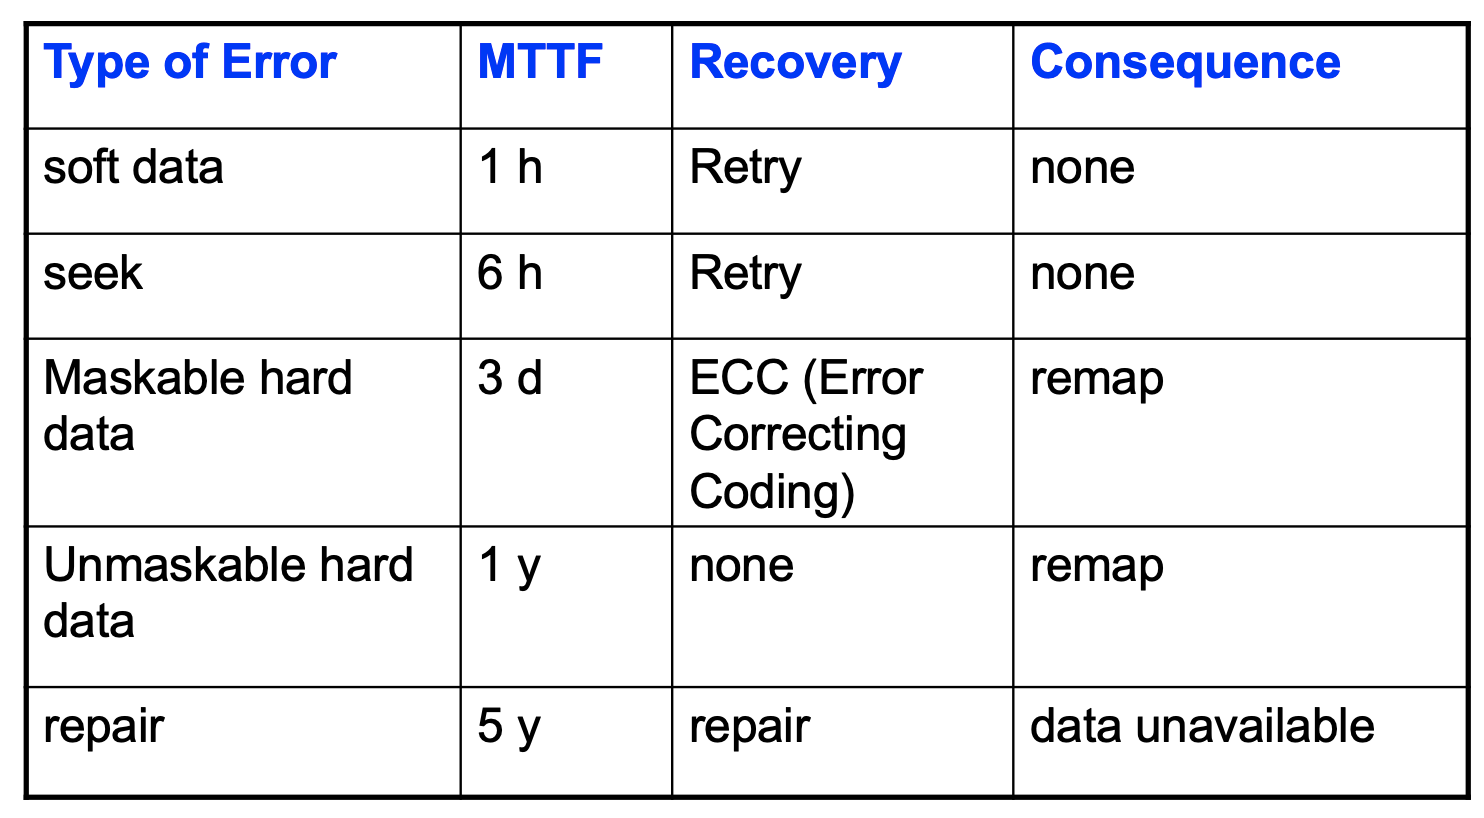 Type of Error MTTF Recovery Consequence
soft data 1 h Retry none
seek 6 h Retry none
Maskable hard 3 d ECC (Error remap
data Correcting
Coding)
Unmaskable hard 1 y none remap
data
repair 5 y repair data unavailable